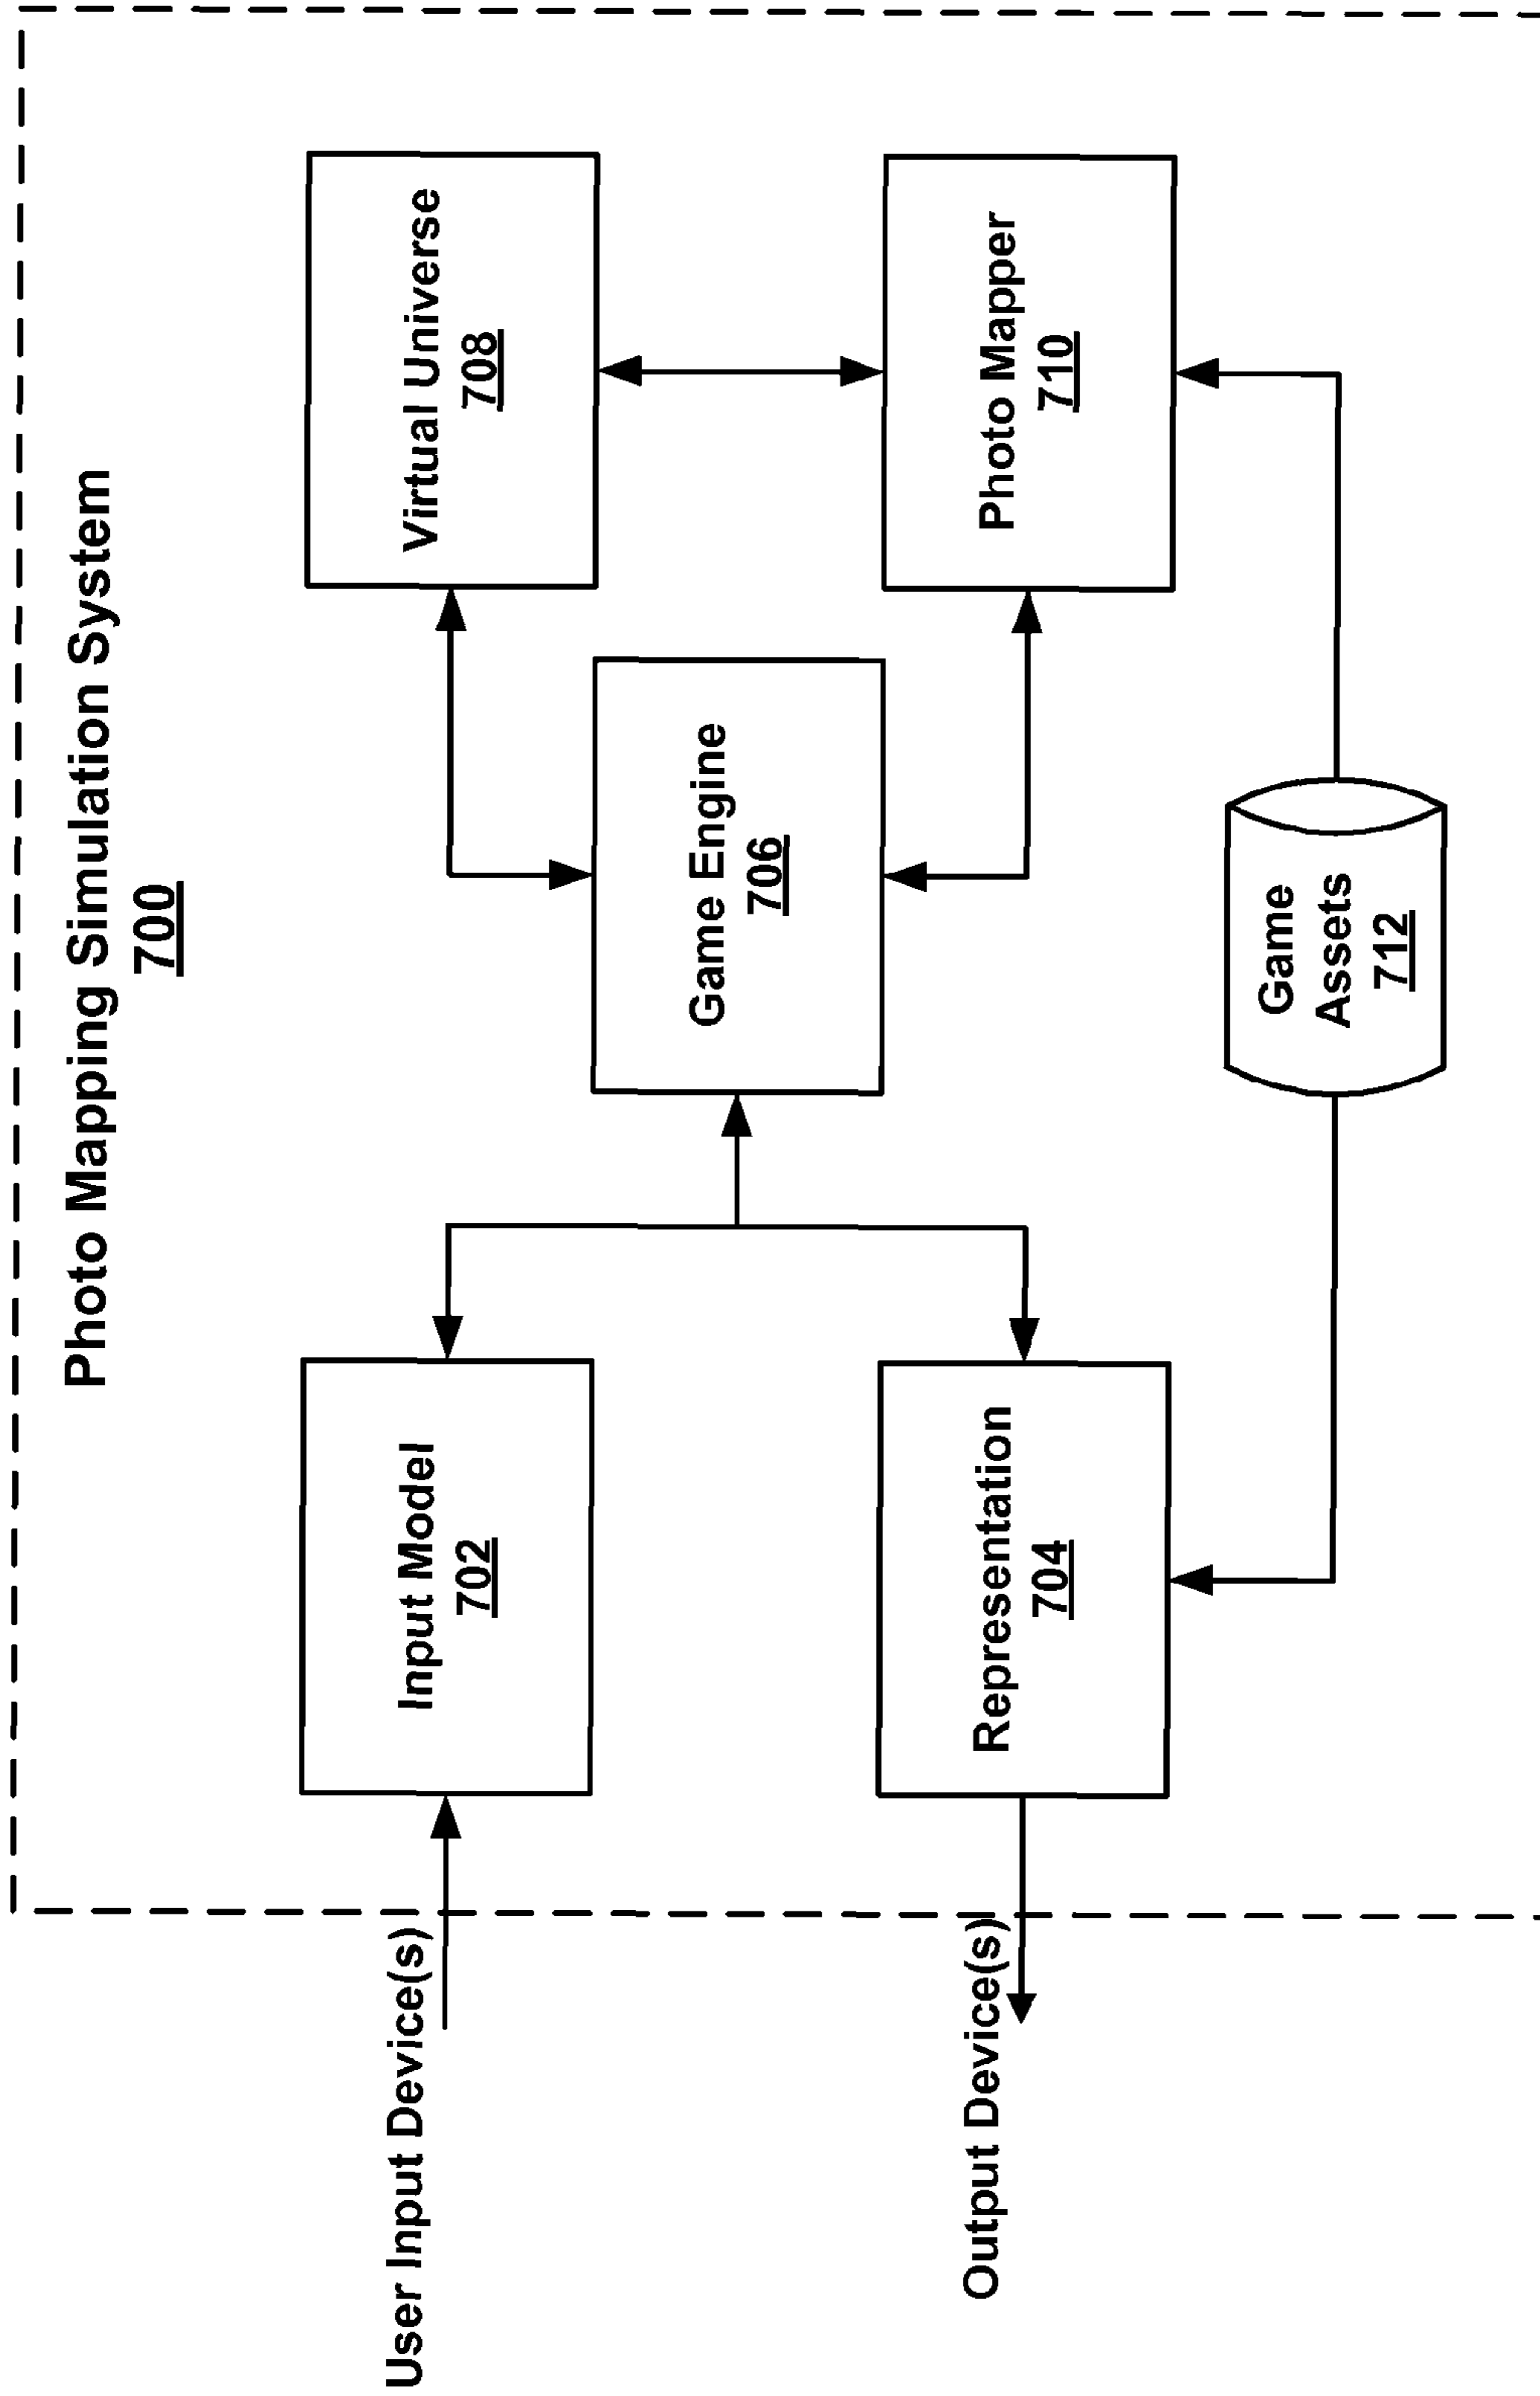 Photo Mapping Simulation System
700
User Input Device(s)
Input Model
702
Virtual Universe
708
Game Engine
706
Output Device(s)
Representation
704
Photo Mapper
710
Game
Assets
712